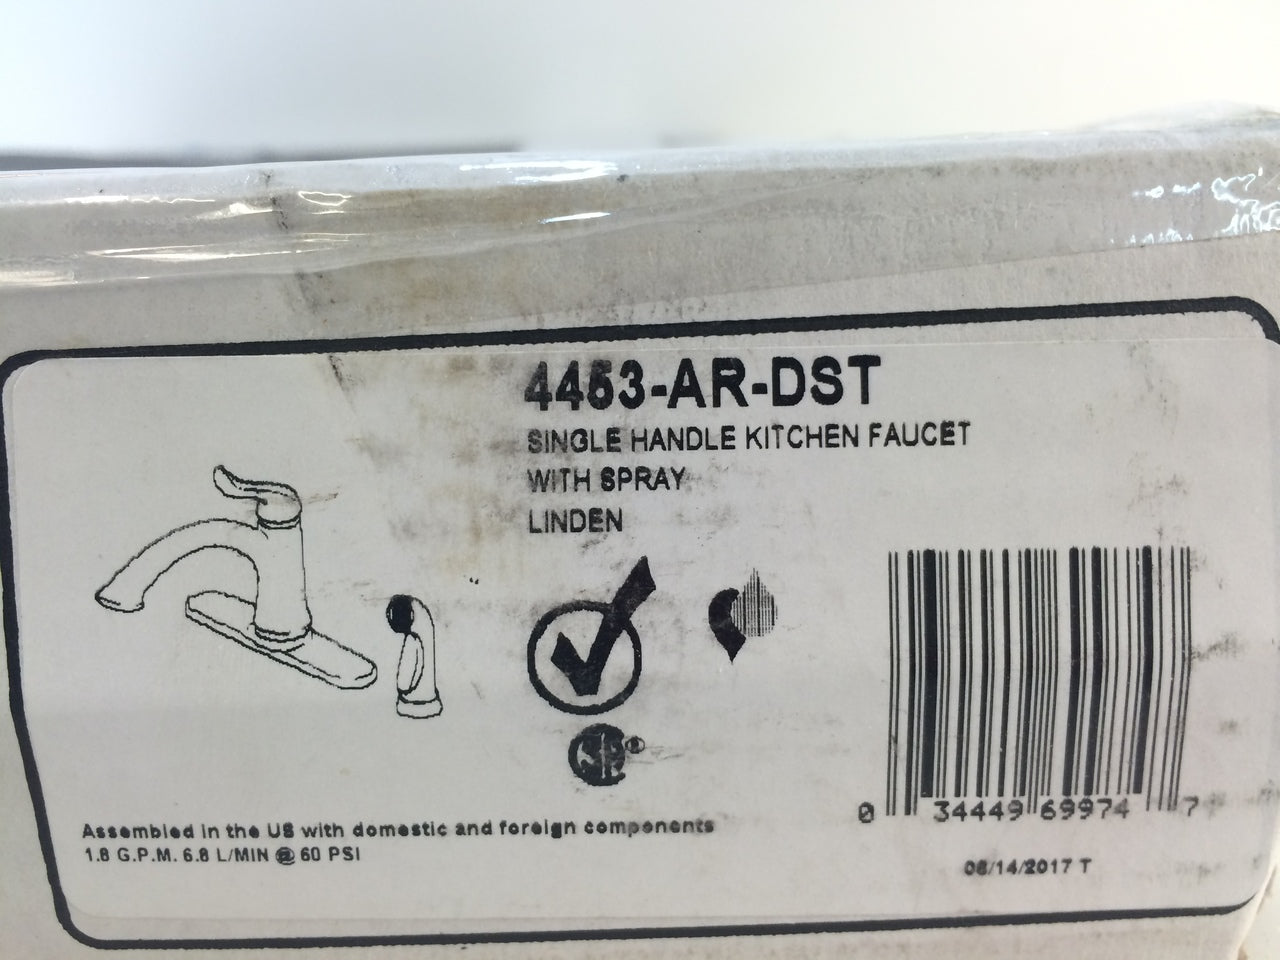 4453-AR-DST
SINGLE HANDLE KITCHEN FAUCET
WITH SPRAY
LINDEN
Assembled in the US with domestic and foreign components
1.8 G.P.M. 6.8 L/MIN @ 60 PSI
0 34449 69974 7
06/14/2017 T